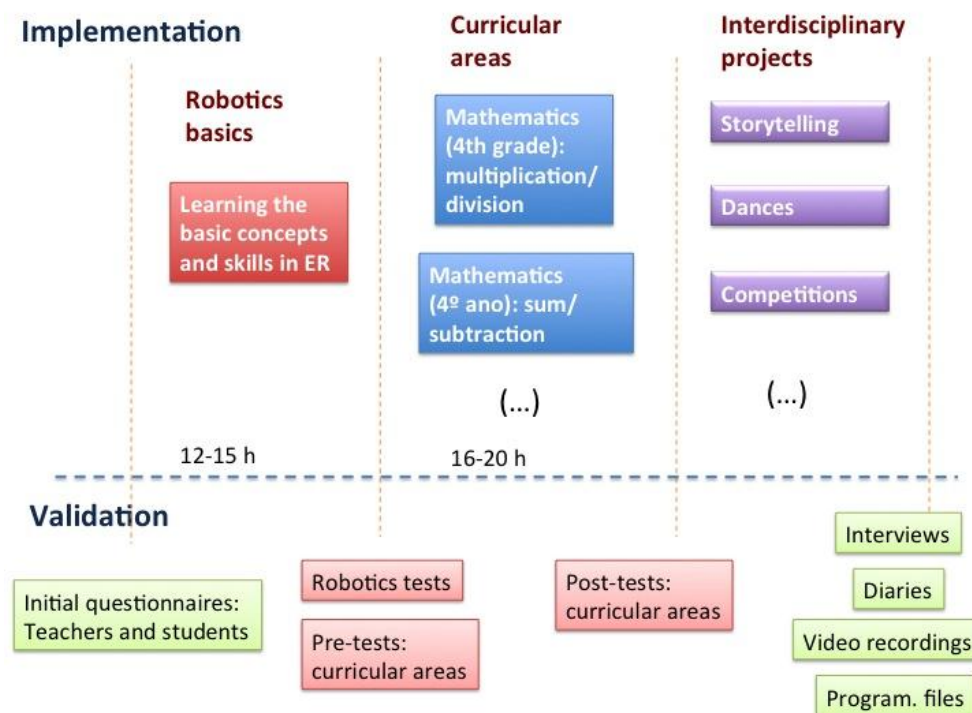 Implementation
Robotics
basics
Learning the
basic concepts
and skills in ER
12-15 h
Curricular
areas
Mathematics
(4th grade):
multiplication/
division
Mathematics
(4º ano): sum/
subtraction
(...)
16-20 h
Interdisciplinary
projects
Storytelling
Dances
Competitions
(...)
Validation
Initial questionnaires:
Teachers and students
Robotics tests
Pre-tests:
curricular areas
Post-tests:
curricular areas
Interviews
Diaries
Video recordings
Program. files